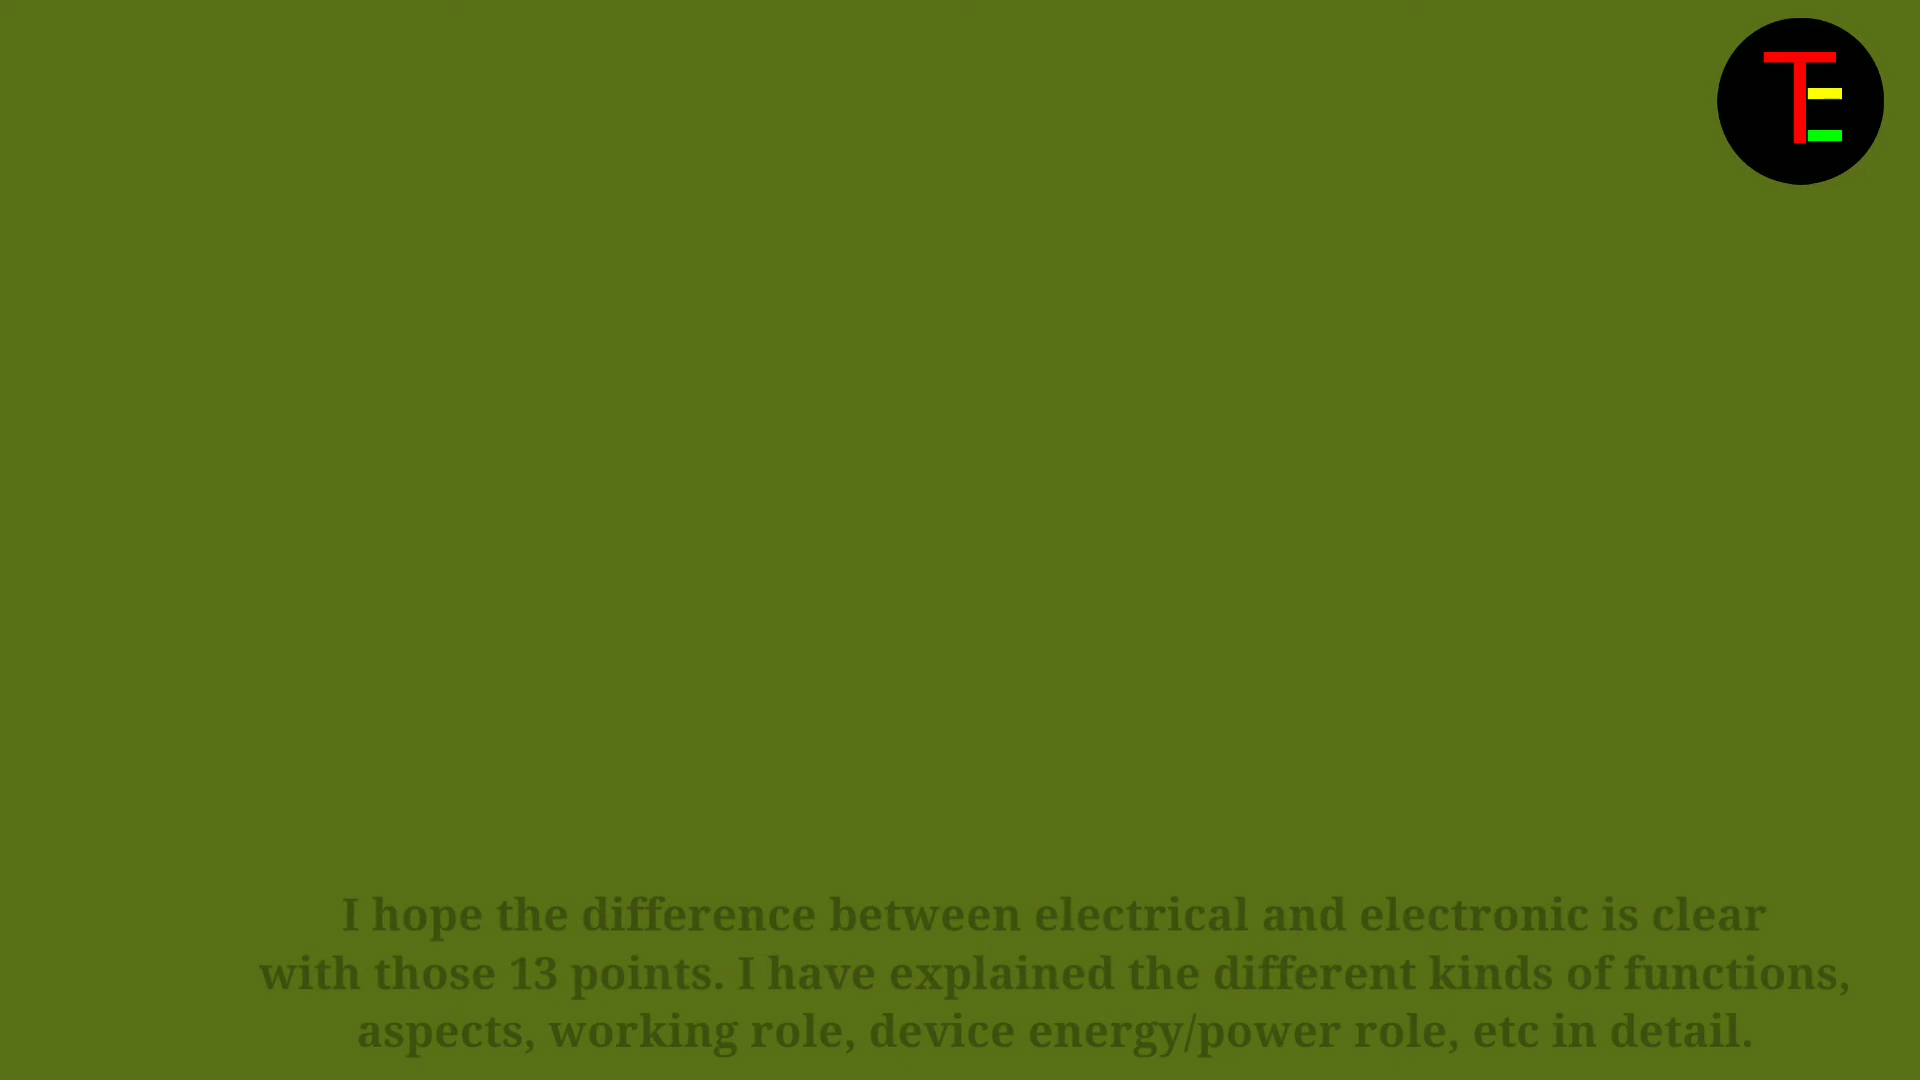 TE
I hope the difference between electrical and electronic is clear
with those 13 points. I have explained the different kinds of functions,
aspects, working role, device energy/power role, etc in detail.